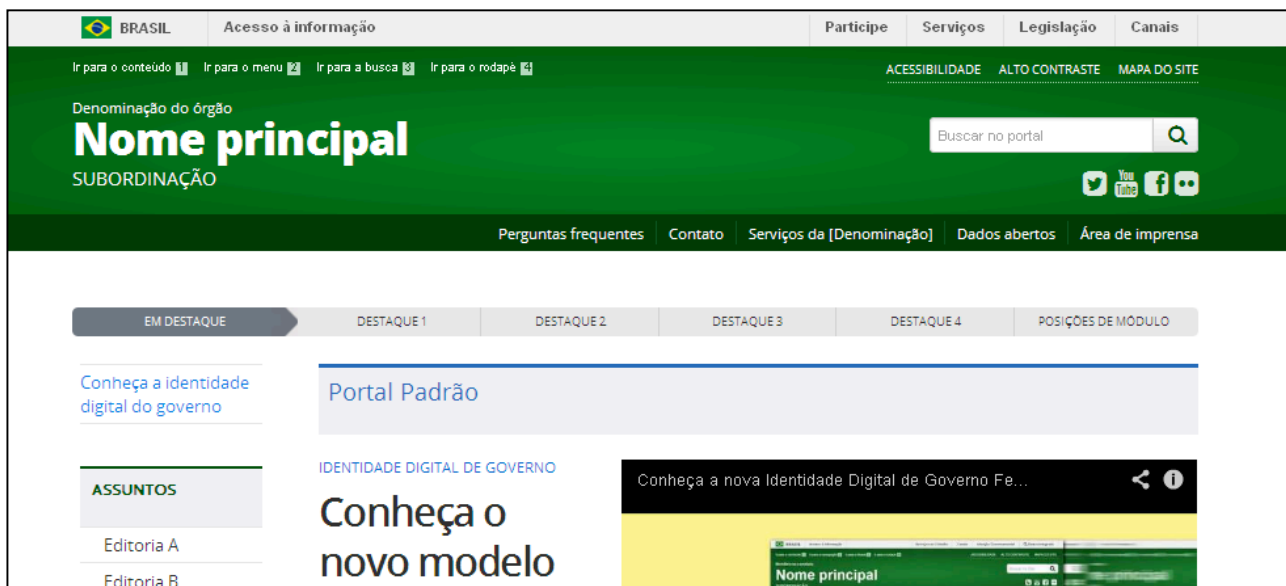 BRASIL Acesso à informação Participe Serviços Legislação Canais
Ir para o conteúdo 1 Ir para o menu 2 Ir para a busca 3 Ir para o rodapé 4 ACESSIBILIDADE ALTO CONTRASTE MAPA DO SITE
Denominação do órgão
Nome principal
Buscar no portal
SUBORDINAÇÃO
You Tube
Perguntas frequentes Contato Serviços da [Denominação] Dados abertos Área de imprensa
EM DESTAQUE DESTAQUE 1 DESTAQUE 2 DESTAQUE 3 DESTAQUE 4 POSIÇÕES DE MÓDULO
Conheça a identidade
digital do governo
Portal Padrão
ASSUNTOS
Editoria A
Editoria B
IDENTIDADE DIGITAL DE GOVERNO
Conheça o
novo modelo
Conheça a nova Identidade Digital de Governo Fe...
Nome principal